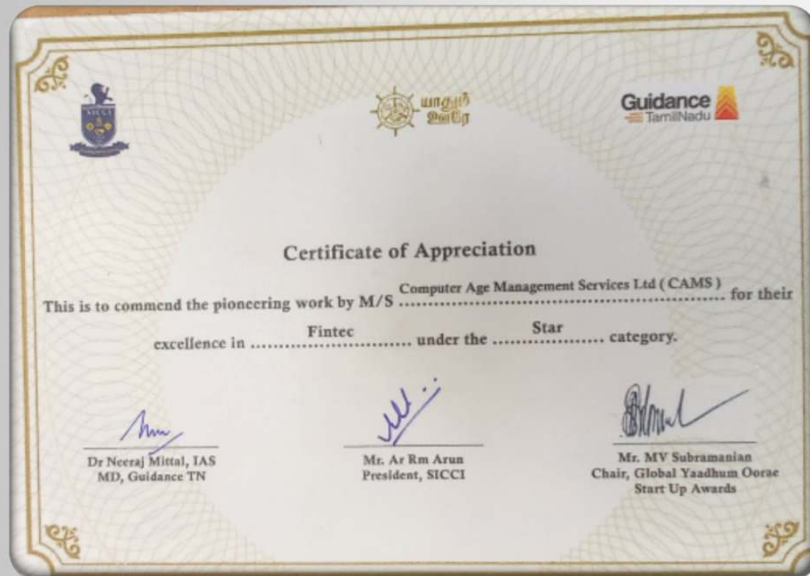 SICCI
யாதும்
ஊரே
Guidance
TamilNadu
Certificate of Appreciation
This is to commend the pioneering work by M/S Computer Age Management Services Ltd ( CAMS ) for their
excellence in Fintec under the Star category.
Dr Neeraj Mittal, IAS
MD, Guidance TN
Mr. Ar Rm Arun
President, SICCI
Mr. MV Subramanian
Chair, Global Yaadhum Oorae
Start Up Awards